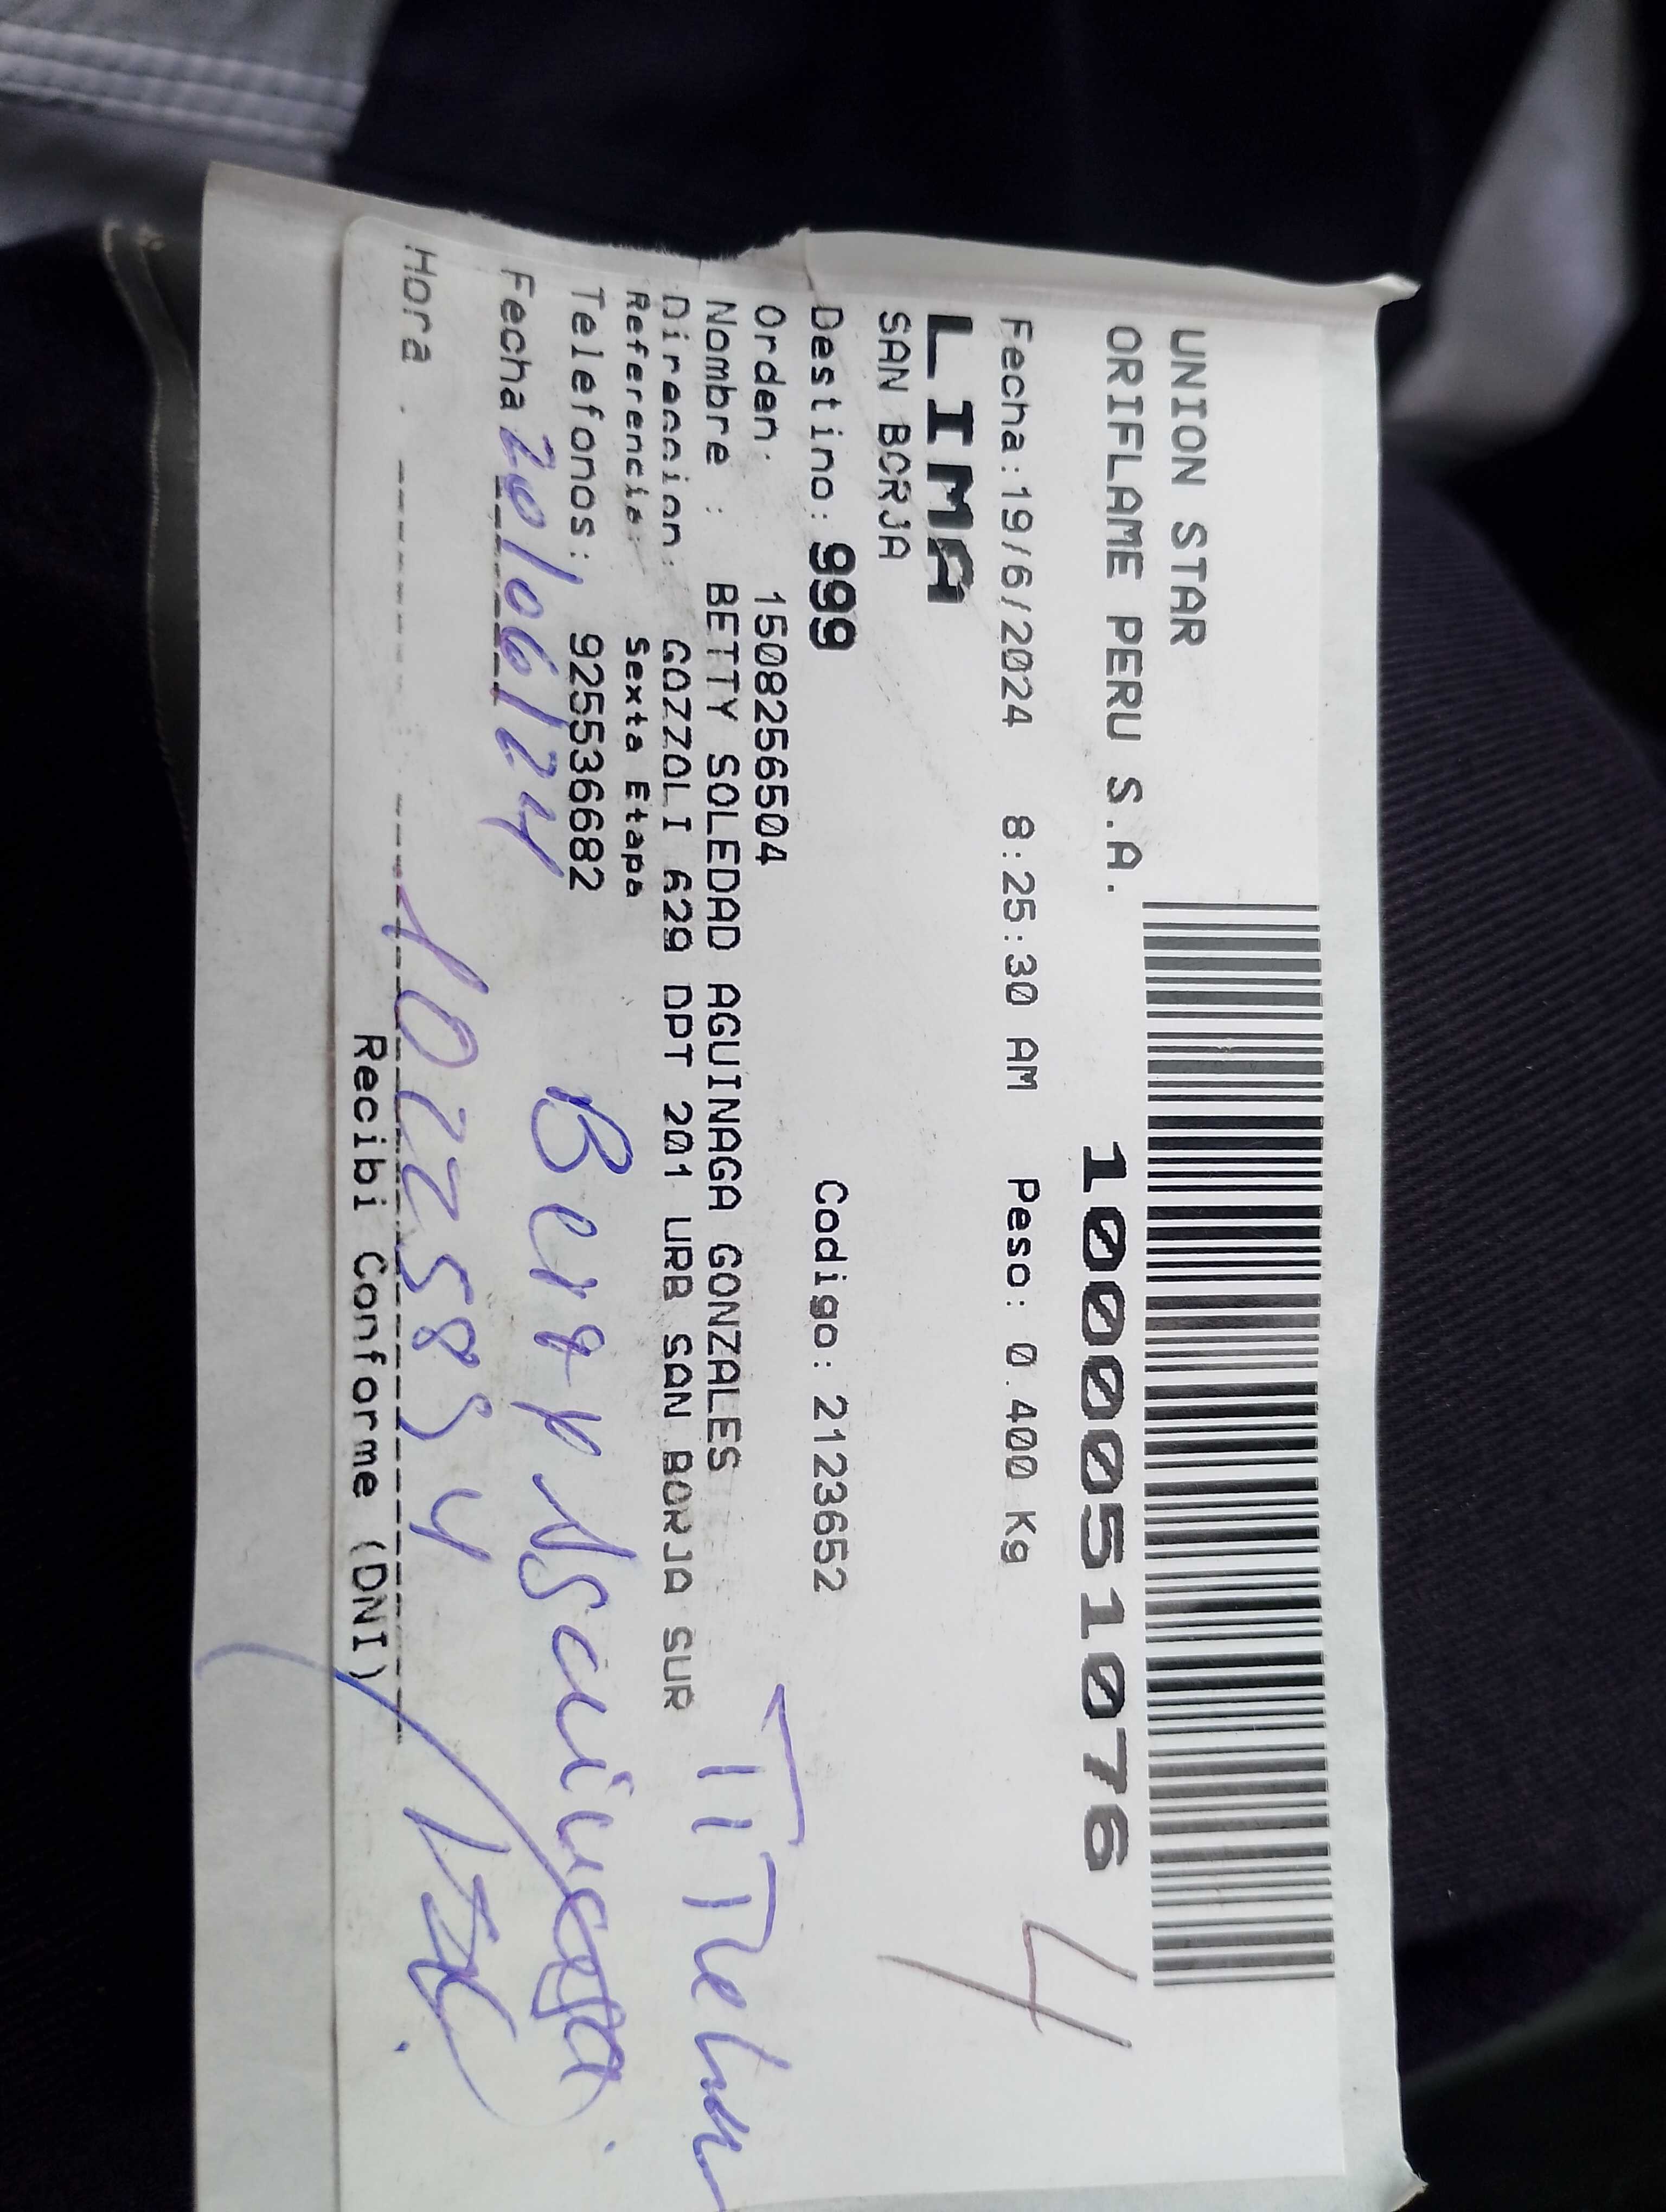 UNION STAR
ORIFLAME PERU S.A.
1000051076
Fecha:19/6/2024 8:25:30 AM Peso: 0.400 Kg
4
LIMA
SAN BORJA
Destino: 999 Codigo: 2123652
Orden: 1508256504
Nombre : BETTY SOLEDAD AGUINAGA GONZALES
Direccion: GOZZOLI 629 DPT 201 URB SAN BORJA SUR
Referencia: Sexta Etapa
Telefonos: 925536682
Fecha 20/06/24
Hora
Recibi Conforme (DNI)